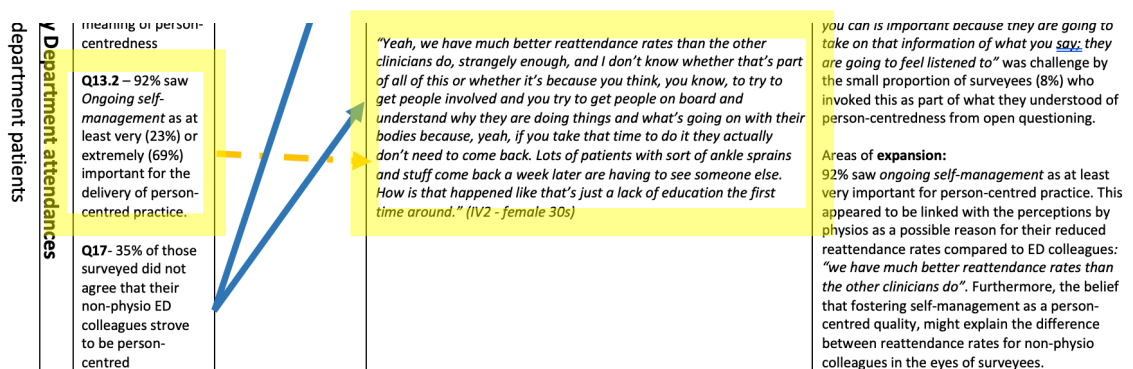 department patients
y Department attendances
meaning of person-
centredness
Q13.2 – 92% saw
Ongoing self-
management as at
least very (23%) or
extremely (69%)
important for the
delivery of person-
centred practice.
Q17- 35% of those
surveyed did not
agree that their
non-physio ED
colleagues strove
to be person-
centred
“Yeah, we have much better reattendance rates than the other
clinicians do, strangely enough, and I don’t know whether that’s part
of all of this or whether it’s because you think, you know, to try to
get people involved and you try to get people on board and
understand why they are doing things and what’s going on with their
bodies because, yeah, if you take that time to do it they actually
don’t need to come back. Lots of patients with sort of ankle sprains
and stuff come back a week later are having to see someone else.
How is that happened like that’s just a lack of education the first
time around.” (IV2 - female 30s)
you can is important because they are going to
take on that information of what you say; they
are going to feel listened to” was challenge by
the small proportion of surveyees (8%) who
invoked this as part of what they understood of
person-centredness from open questioning.
Areas of expansion:
92% saw ongoing self-management as at least
very important for person-centred practice. This
appeared to be linked with the perceptions by
physios as a possible reason for their reduced
reattendance rates compared to ED colleagues:
“we have much better reattendance rates than
the other clinicians do”. Furthermore, the belief
that fostering self-management as a person-
centred quality, might explain the difference
between reattendance rates for non-physio
colleagues in the eyes of surveyees.